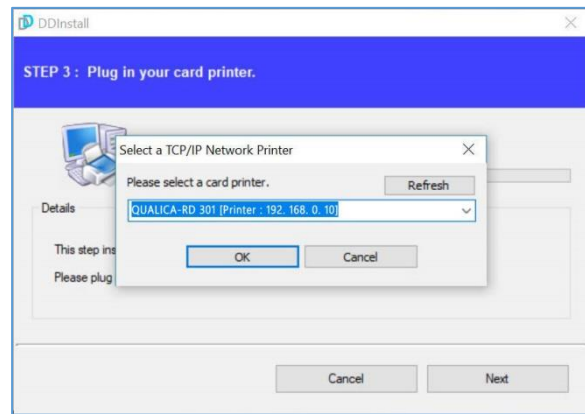 DDInstall
STEP 3 : Plug in your card printer.
Select a TCP/IP Network Printer
Please select a card printer.
Refresh
QUALICA-RD 301 [Printer : 192. 168. 0. 10]
OK Cancel
Details
This step ins
Please plug
Cancel Next